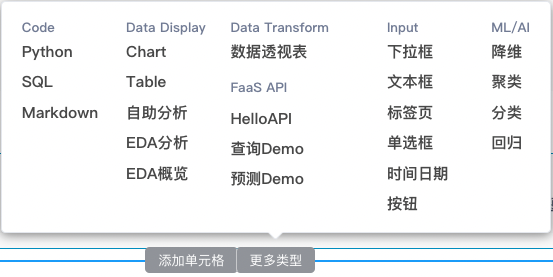 Code
Python
SQL
Markdown
Data Display
Chart
Table
自助分析
EDA分析
EDA概览
Data Transform
数据透视表
FaaS API
HelloAPI
查询Demo
预测Demo
Input
下拉框
文本框
标签页
单选框
时间日期
按钮
ML/AI
降维
聚类
分类
回归
添加单元格
更多类型